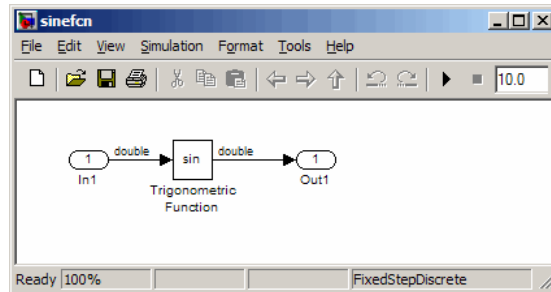 sinefcn
File Edit View Simulation Format Tools Help
10.0
1 double sin double 1
In1 Trigonometric Function Out1
Ready 100% FixedStepDiscrete